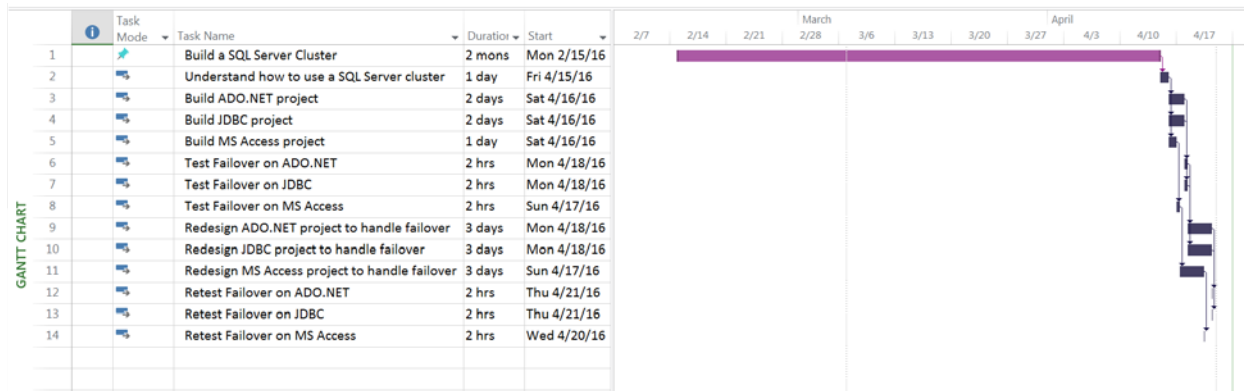 Task Mode Task Name Duratior Start
March April
2/7 2/14 2/21 2/28 3/6 3/13 3/20 3/27 4/3 4/10 4/17
1 Build a SQL Server Cluster 2 mons Mon 2/15/16
2 Understand how to use a SQL Server cluster 1 day Fri 4/15/16
3 Build ADO.NET project 2 days Sat 4/16/16
4 Build JDBC project 2 days Sat 4/16/16
5 Build MS Access project 1 day Sat 4/16/16
6 Test Failover on ADO.NET 2 hrs Mon 4/18/16
7 Test Failover on JDBC 2 hrs Mon 4/18/16
8 Test Failover on MS Access 2 hrs Sun 4/17/16
9 Redesign ADO.NET project to handle failover 3 days Mon 4/18/16
10 Redesign JDBC project to handle failover 3 days Mon 4/18/16
11 Redesign MS Access project to handle failover 3 days Sun 4/17/16
12 Retest Failover on ADO.NET 2 hrs Thu 4/21/16
13 Retest Failover on JDBC 2 hrs Thu 4/21/16
14 Retest Failover on MS Access 2 hrs Wed 4/20/16
GANTT CHART